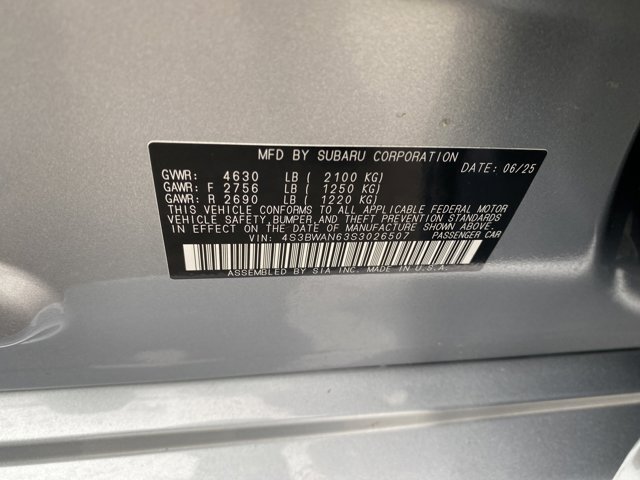 MFD BY SUBARU CORPORATION
DATE: 06/25
GVWR: 4630 LB ( 2100 KG)
GAWR: F 2756 LB ( 1250 KG)
GAWR: R 2690 LB ( 1220 KG)
THIS VEHICLE CONFORMS TO ALL APPLICABLE FEDERAL MOTOR
VEHICLE SAFETY, BUMPER, AND THEFT PREVENTION STANDARDS
IN EFFECT ON THE DATE OF MANUFACTURE SHOWN ABOVE.
VIN: 4S3BWAN63S3026507 PASSENGER CAR
ASSEMBLED BY SIA INC. MADE IN U.S.A.